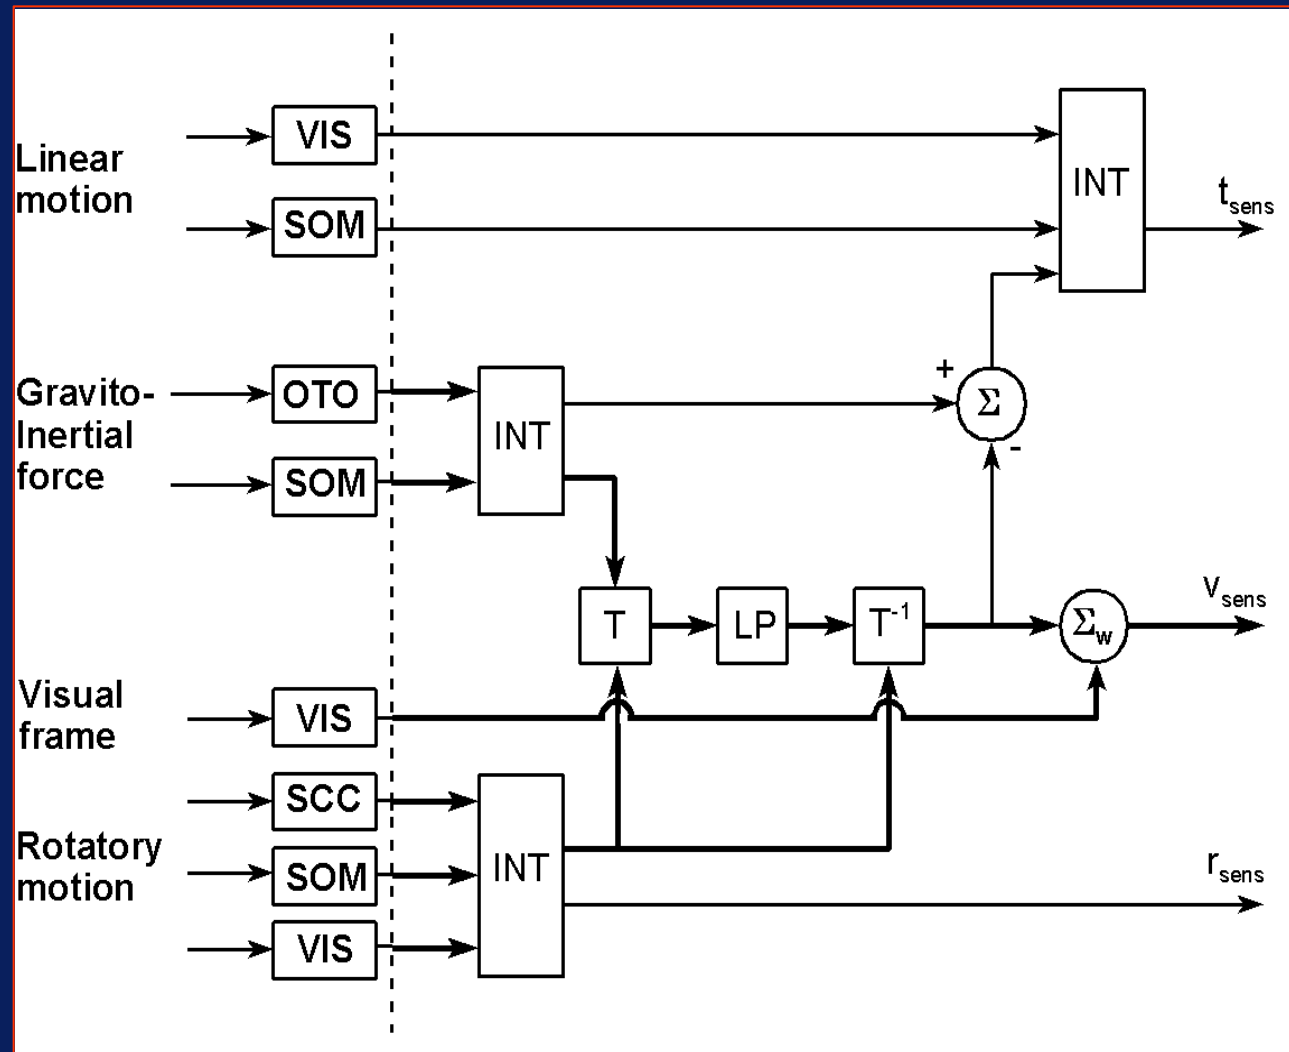 Linear
motion
VIS
SOM
INT
t_sens
Gravito-
Inertial
force
OTO
SOM
INT
+
Σ
-
T
LP
T⁻¹
Σ_w
v_sens
Visual
frame
VIS
Rotatory
motion
SCC
SOM
VIS
INT
r_sens